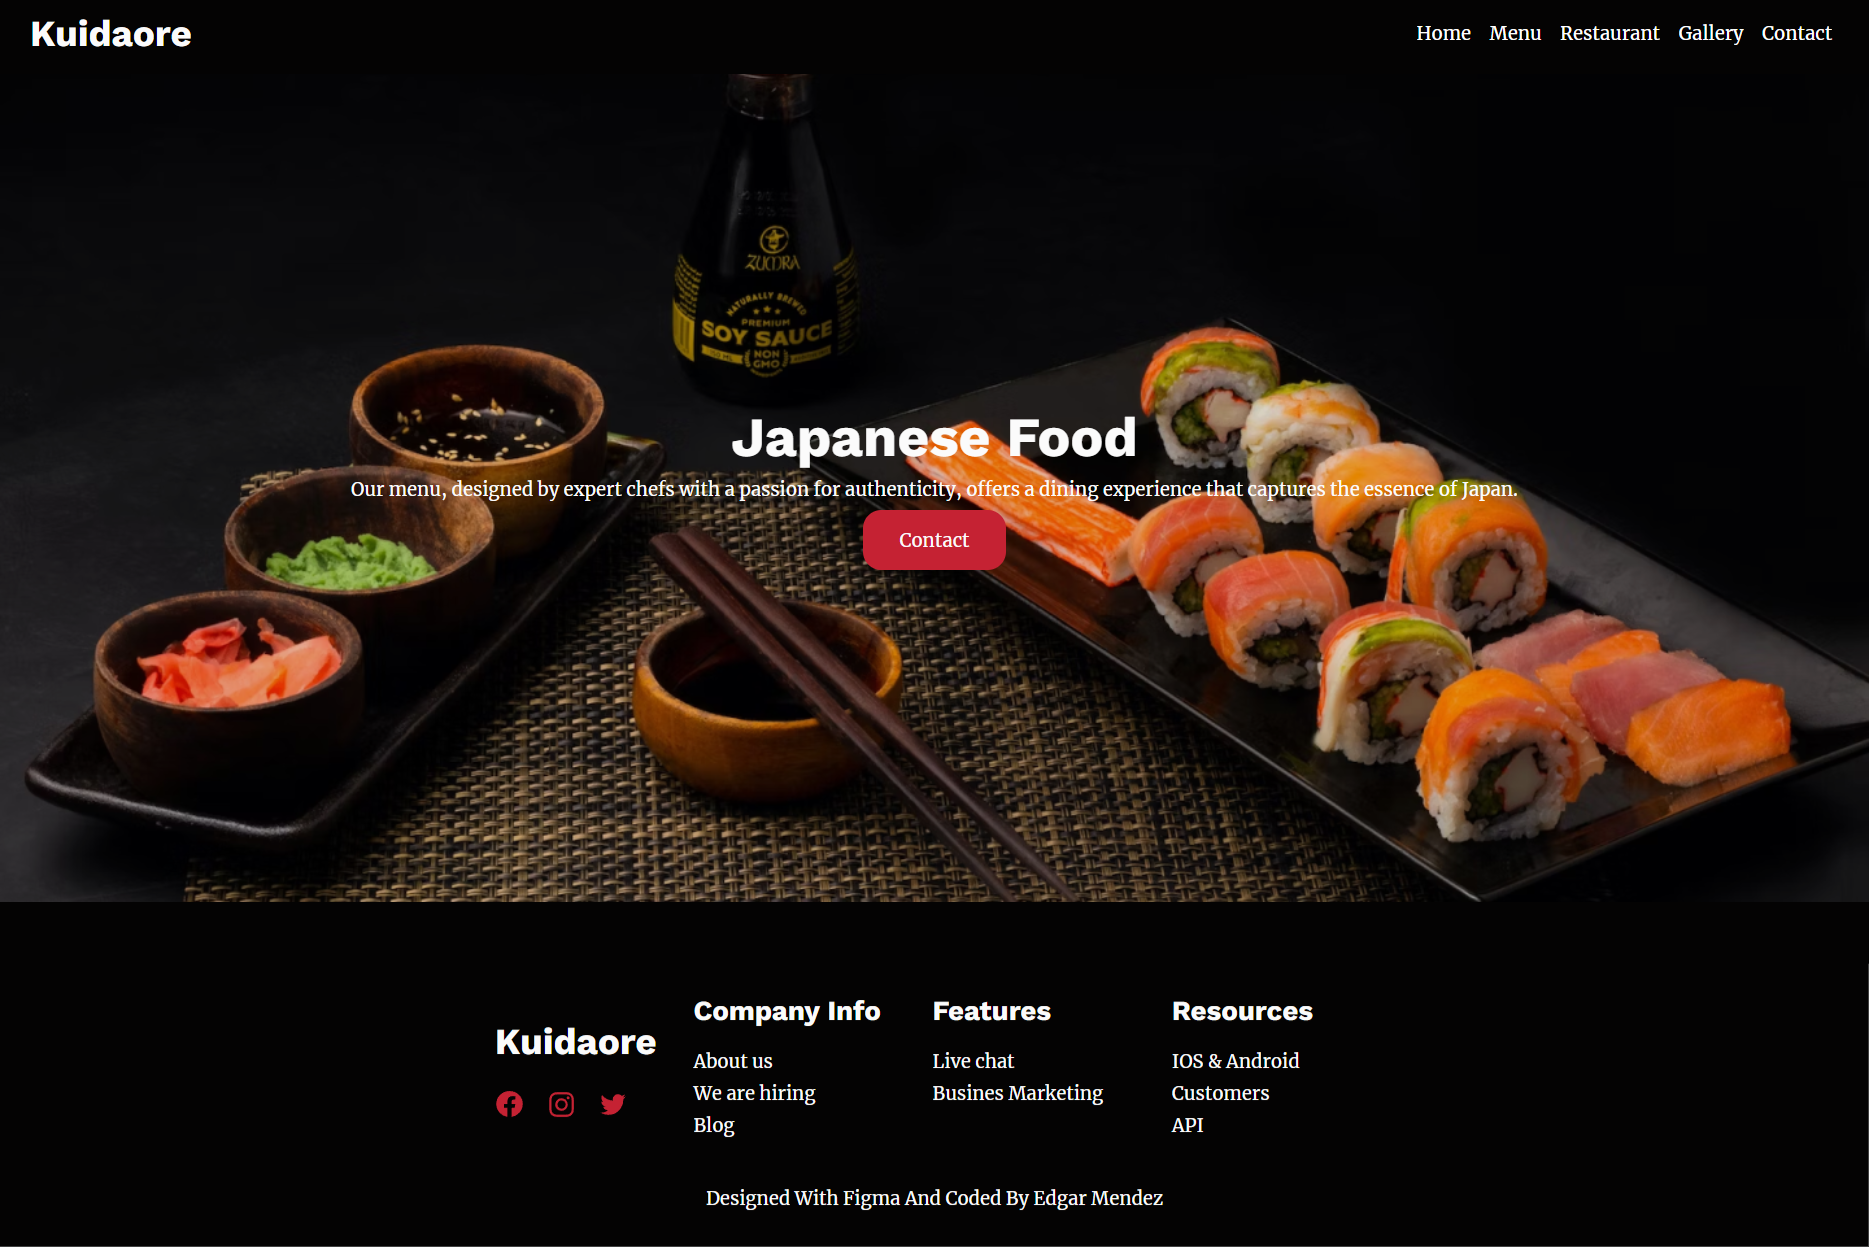 Kuidaore
Home Menu Restaurant Gallery Contact
ZUMRA
NATURALLY BREWED
PREMIUM
SOY SAUCE
NON
GMO
Japanese Food
Our menu, designed by expert chefs with a passion for authenticity, offers a dining experience that captures the essence of Japan.
Contact
Kuidaore
Company Info
About us
We are hiring
Blog
Features
Live chat
Busines Marketing
Resources
IOS & Android
Customers
API
Designed With Figma And Coded By Edgar Mendez